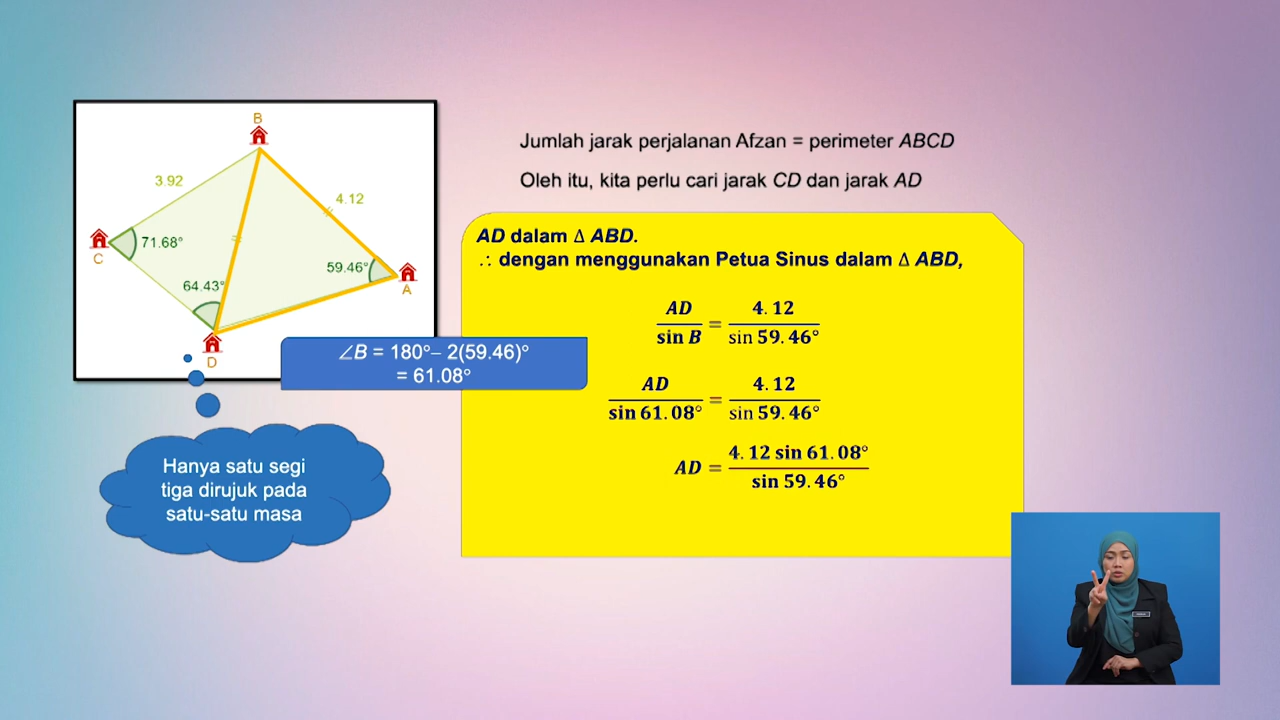 B
3.92
4.12
71.68°
C
59.46°
A
64.43°
D
∠B = 180°– 2(59.46)°
= 61.08°
Hanya satu segi
tiga dirujuk pada
satu-satu masa
Jumlah jarak perjalanan Afzan = perimeter ABCD
Oleh itu, kita perlu cari jarak CD dan jarak AD
AD dalam Δ ABD.
∴ dengan menggunakan Petua Sinus dalam Δ ABD,
AD / sin B = 4.12 / sin 59.46°
AD / sin 61.08° = 4.12 / sin 59.46°
AD = 4.12 sin 61.08° / sin 59.46°